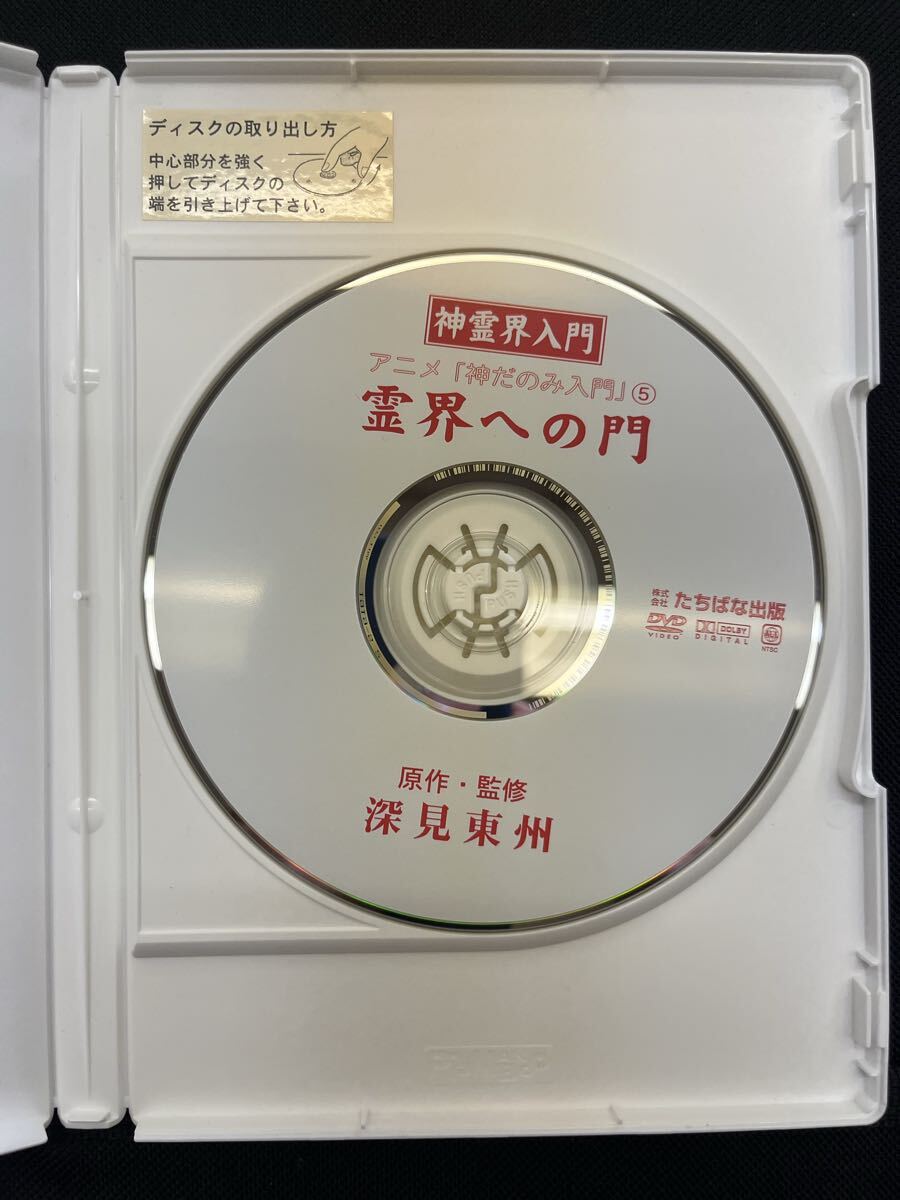 ディスクの取り出し方
中心部分を強く
押してディスクの
端を引き上げて下さい。
神霊界入門
アニメ「神だのみ入門」⑤
霊界への門
株式会社 たちばな出版
DVD VIDEO
DOLBY DIGITAL
NTSC
PUSH
原作・監修
深見東州